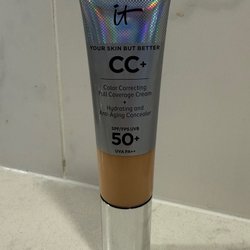 it
YOUR SKIN BUT BETTER
CC+
Color Correcting
Full Coverage Cream
+
Hydrating and
Anti-Aging Concealer
SPF/FPS/UVB
50+
UVA PA++